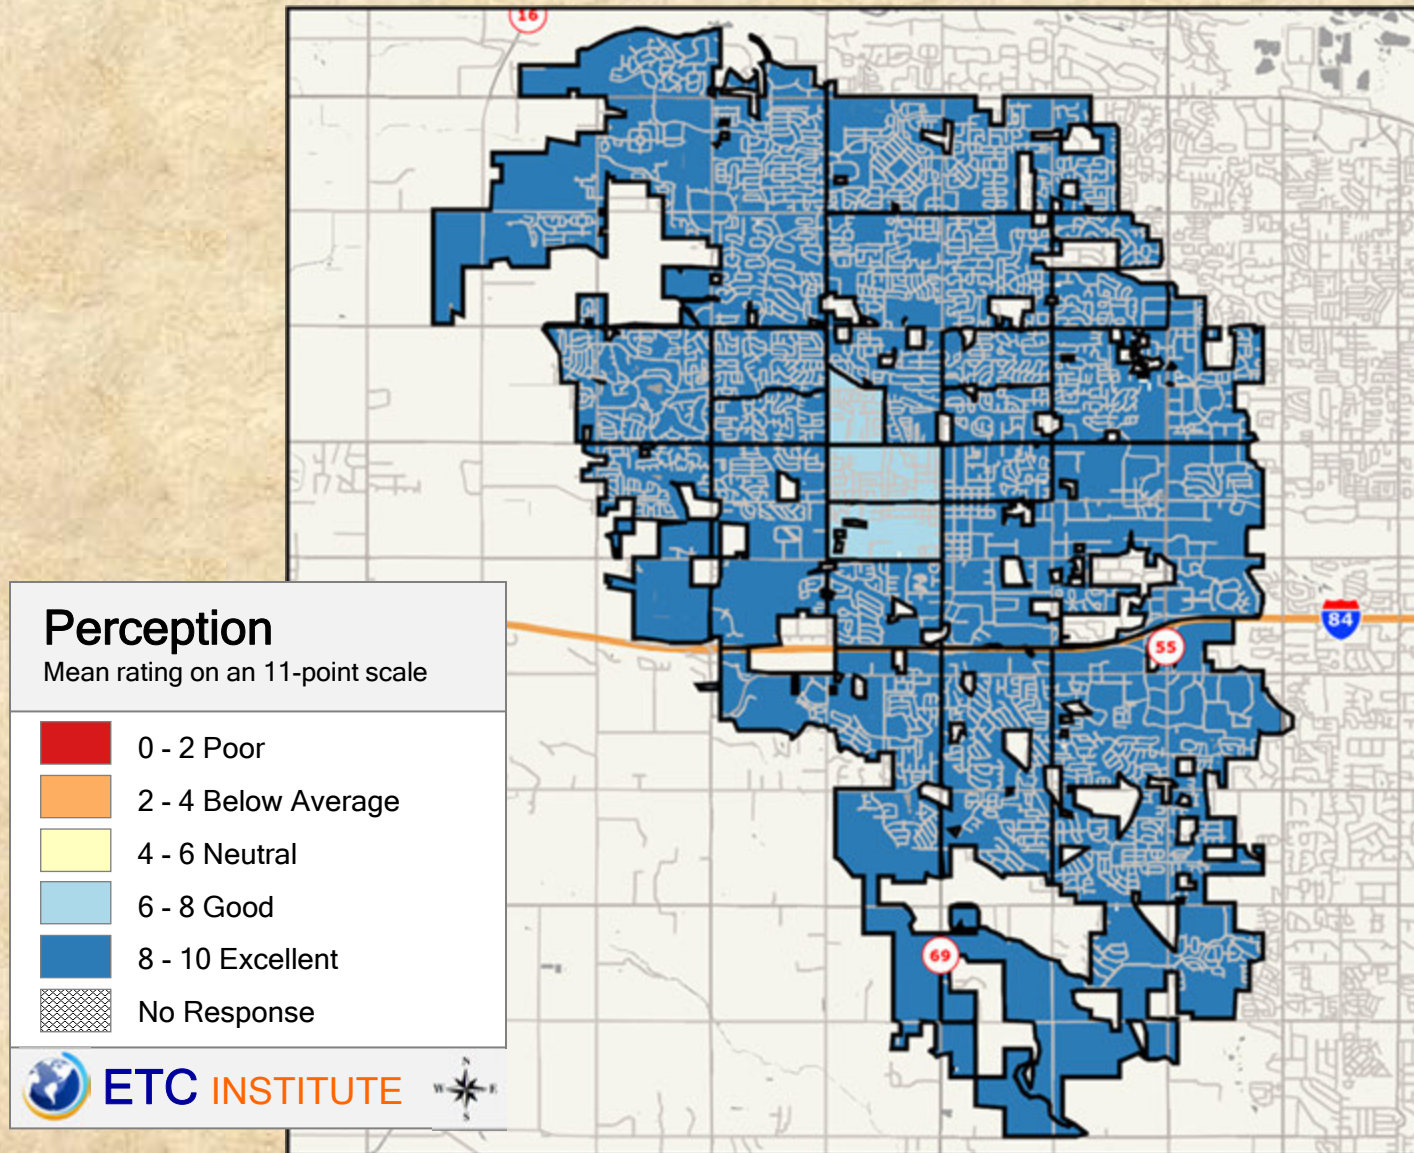 16
84
55
69
Perception
Mean rating on an 11-point scale
0 - 2 Poor
2 - 4 Below Average
4 - 6 Neutral
6 - 8 Good
8 - 10 Excellent
No Response
ETC INSTITUTE
N
W E
S